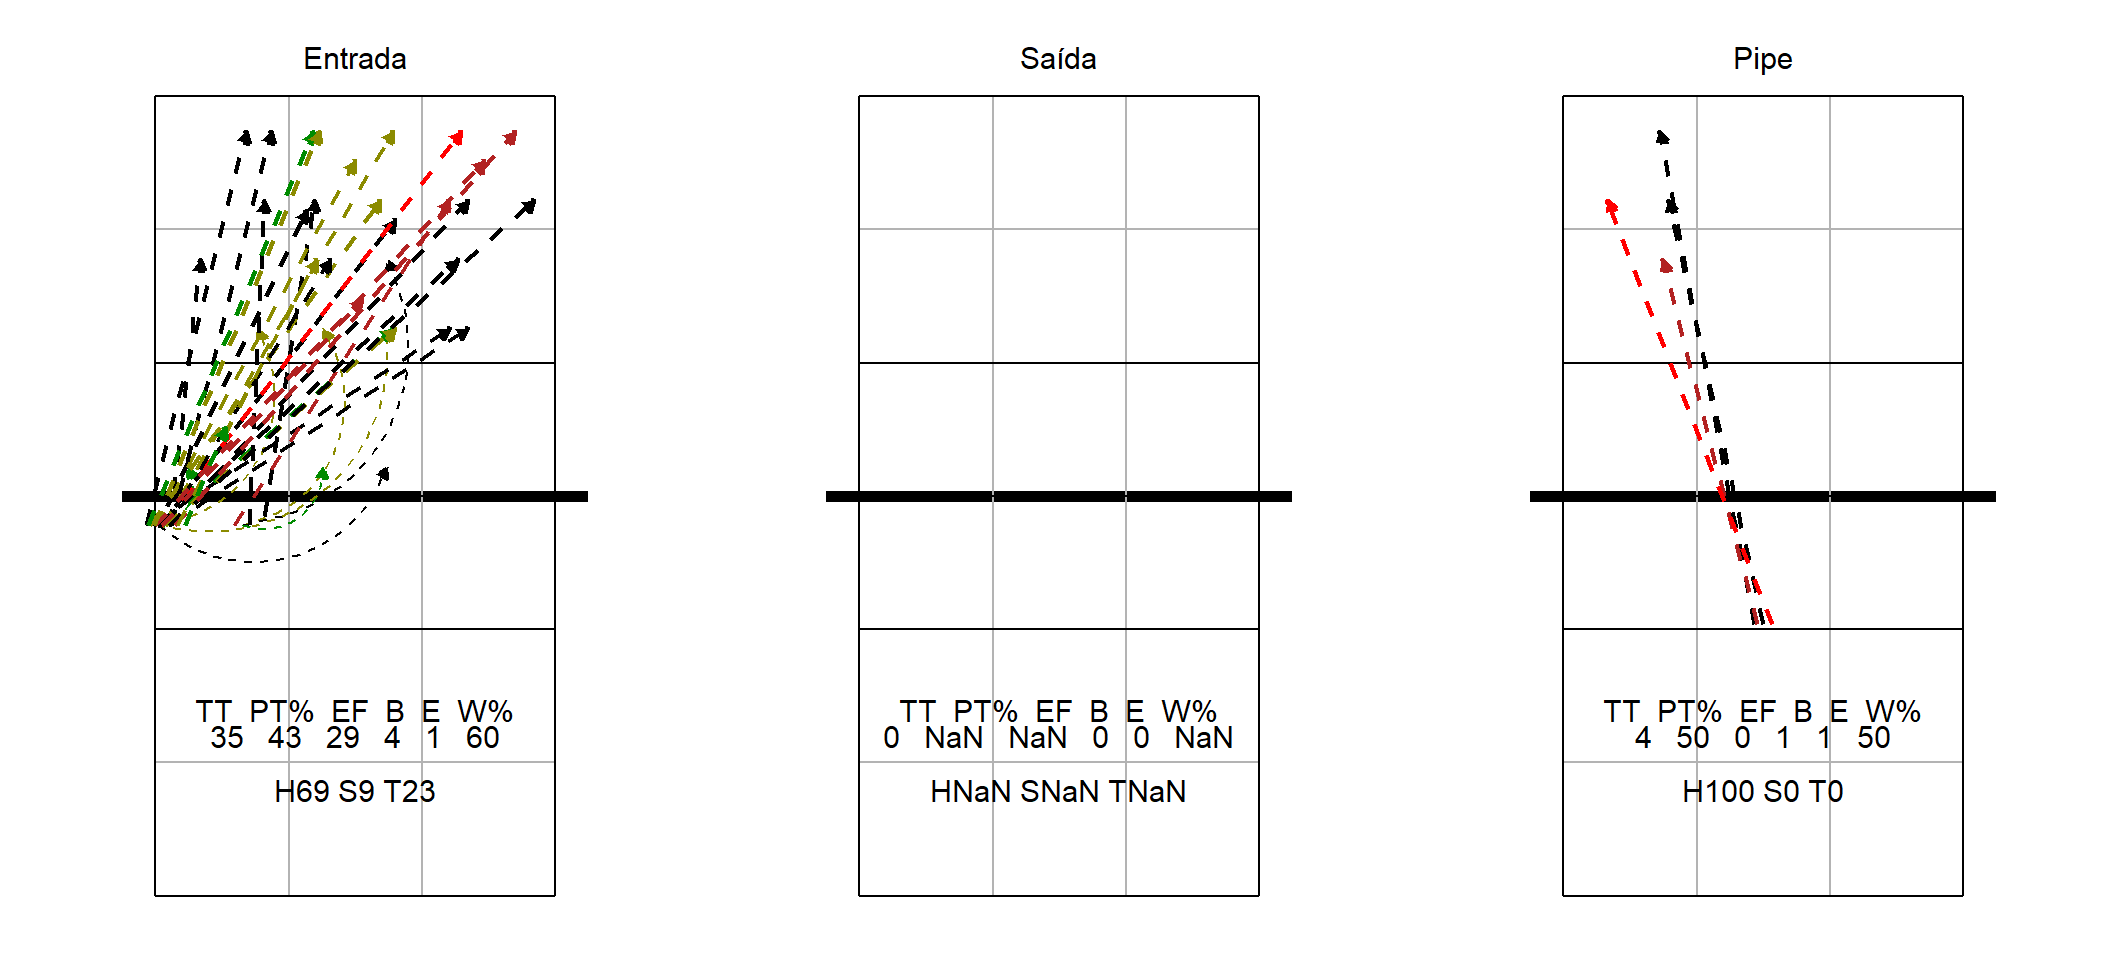 Entrada
TT PT% EF B E W%
35 43 29 4 1 60
H69 S9 T23
Saída
TT PT% EF B E W%
0 NaN NaN 0 0 NaN
HNaN SNaN TNaN
Pipe
TT PT% EF B E W%
4 50 0 1 1 50
H100 S0 T0